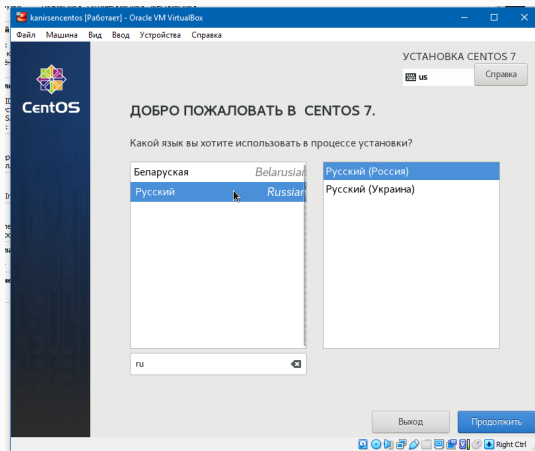 kanirsencentos [Работает] - Oracle VM VirtualBox
Файл Машина Вид Ввод Устройства Справка
УСТАНОВКА CENTOS 7
us
Справка
CentOS
ДОБРО ПОЖАЛОВАТЬ В CENTOS 7.
Какой язык вы хотите использовать в процессе установки?
Беларуская Belarusian
Русский Russian
Русский (Россия)
Русский (Украина)
ru
Выход
Продолжить
Right Ctrl